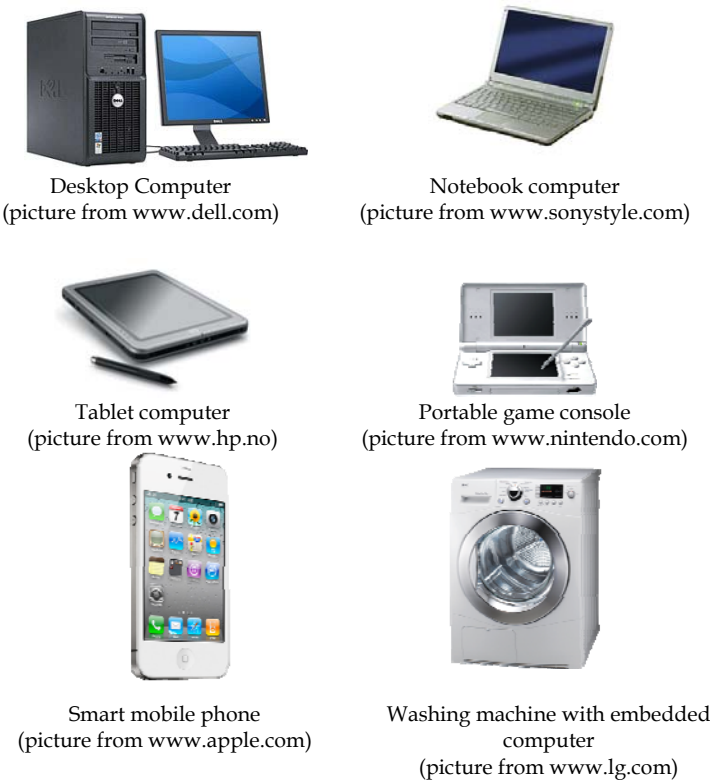 Desktop Computer
(picture from www.dell.com)
Notebook computer
(picture from www.sonystyle.com)
Tablet computer
(picture from www.hp.no)
Portable game console
(picture from www.nintendo.com)
Smart mobile phone
(picture from www.apple.com)
Washing machine with embedded
computer
(picture from www.lg.com)